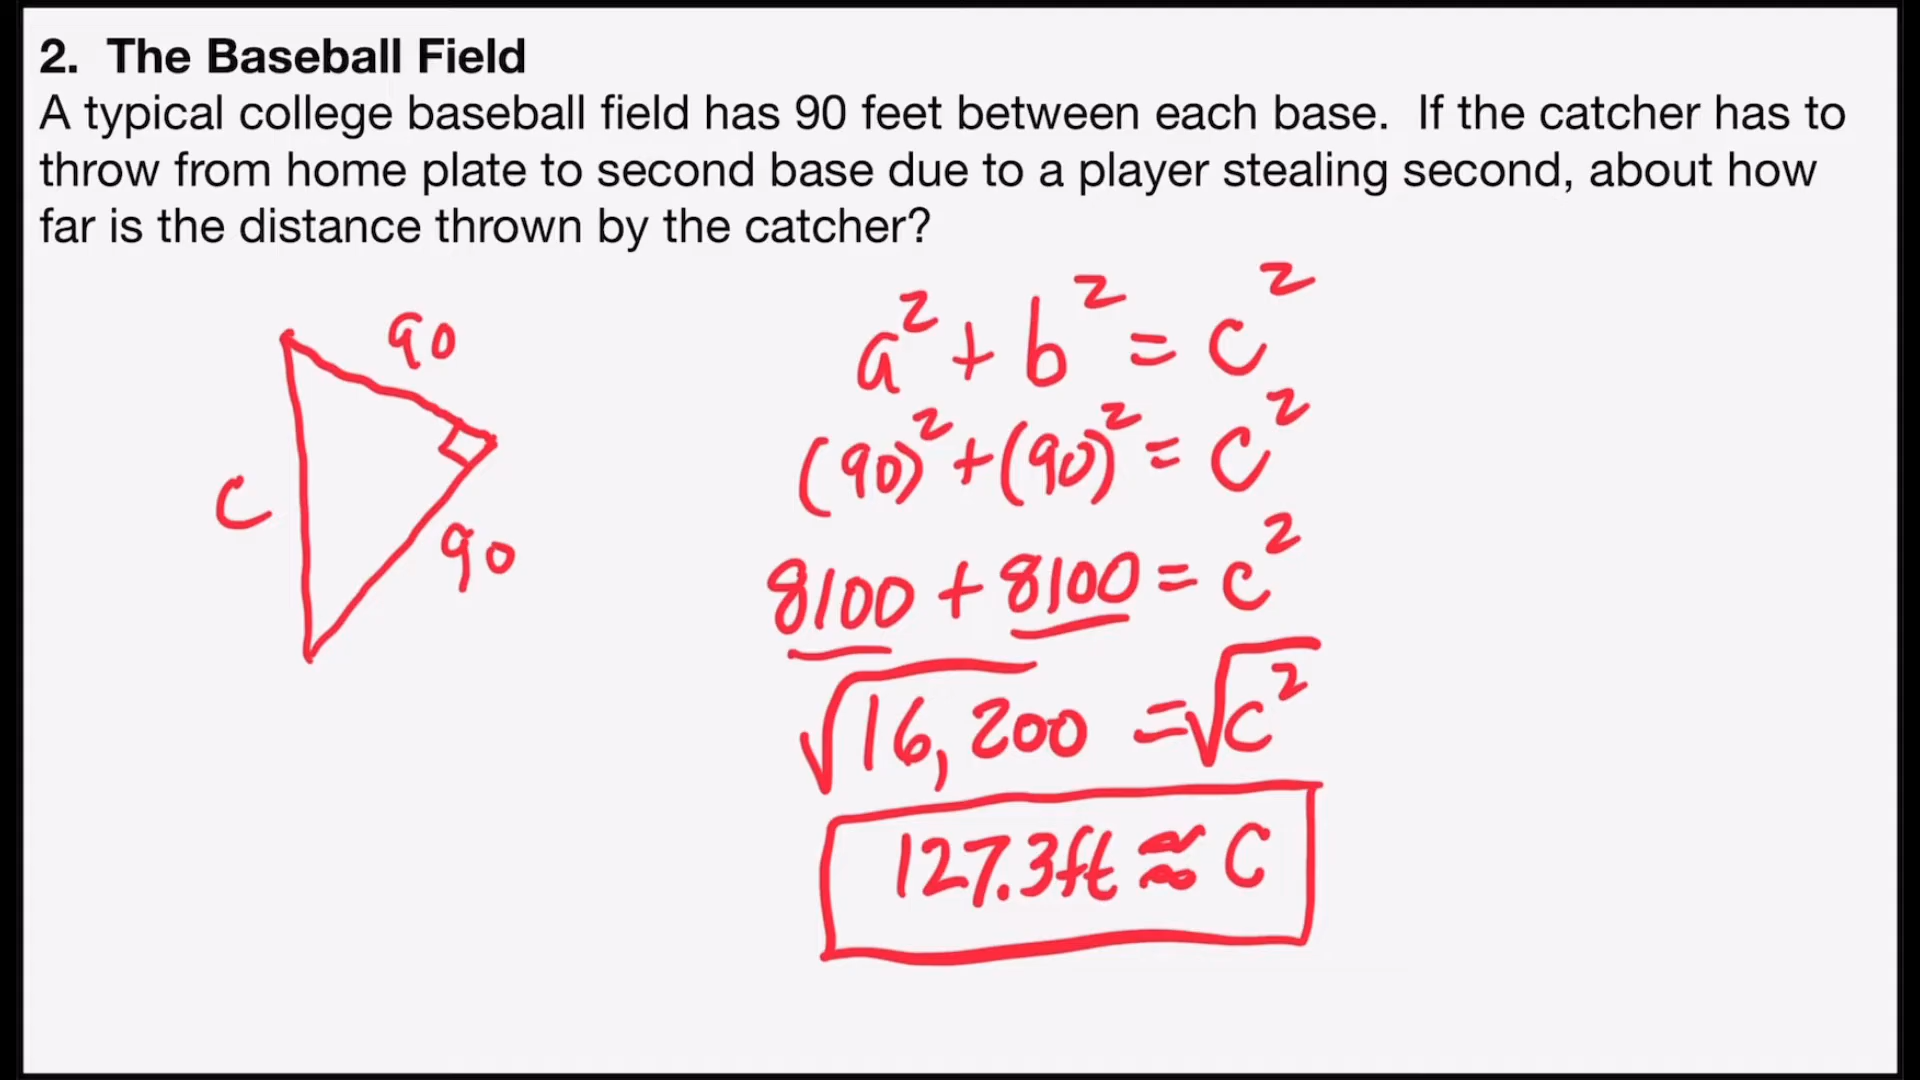 2. The Baseball Field
A typical college baseball field has 90 feet between each base. If the catcher has to
throw from home plate to second base due to a player stealing second, about how
far is the distance thrown by the catcher?
90
C
90
a² + b² = c²
(90)² + (90)² = c²
8100 + 8100 = c²
√16,200 = √c²
127.3ft ≈ C